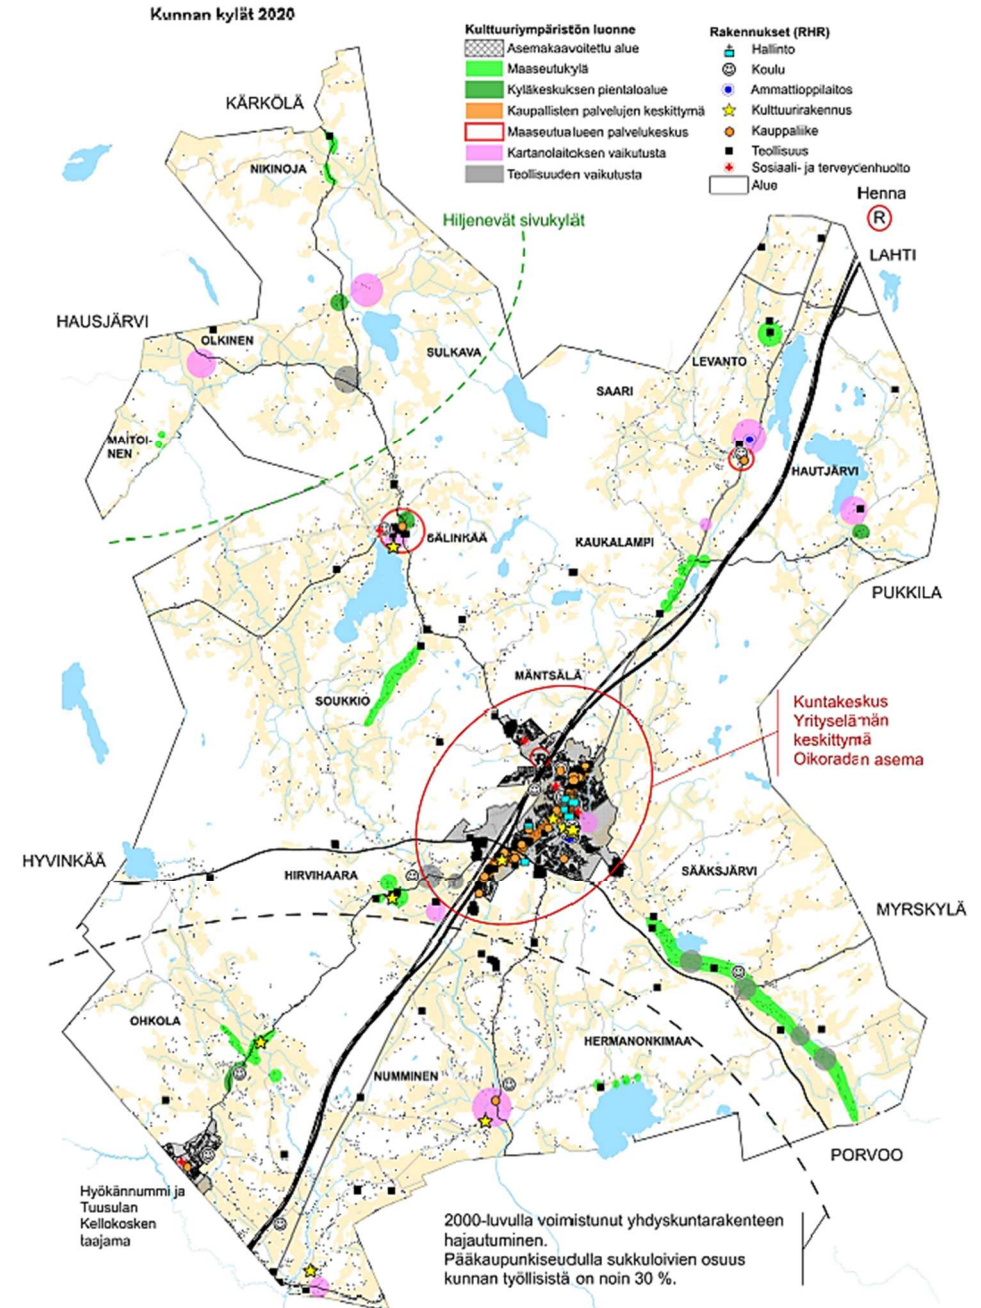 Kunnan kylät 2020
Kulttuuriympäristön luonne
Asemakaavoitettu alue
Maaseutukylä
Kyläkeskuksen pientaloalue
Kaupallisten palvelujen keskittymä
Maaseutualueen palvelukeskus
Kartanolaitoksen vaikutusta
Teollisuuden vaikutusta
Rakennukset (RHR)
Hallinto
Koulu
Ammattioppilaitos
Kulttuurirakennus
Kauppaliike
Teollisuus
Sosiaali- ja terveydenhuolto
Alue
Henna
R
LAHTI
KÄRKÖLÄ
NIKINOJA
Hiljenevät sivukylät
HAUSJÄRVI
OLKINEN
SULKAVA
LEVANTO
SAARI
MAITOI-
NEN
HAUTJÄRVI
SÄLINKÄÄ
KAUKALAMPI
PUKKILA
MÄNTSÄLÄ
SOUKKIO
Kuntakeskus
Yrityselämän
keskittymä
Oikoradan asema
R
HYVINKÄÄ
HIRVIHAARA
SÄÄKSJÄRVI
MYRSKYLÄ
OHKOLA
HERMANONKIMAA
NUMMINEN
PORVOO
Hyökännummi ja
Tuusulan
Kellokosken
taajama
2000-luvulla voimistunut yhdyskuntarakenteen
hajautuminen.
Pääkaupunkiseudulla sukkuloivien osuus
kunnan työllisistä on noin 30 %.